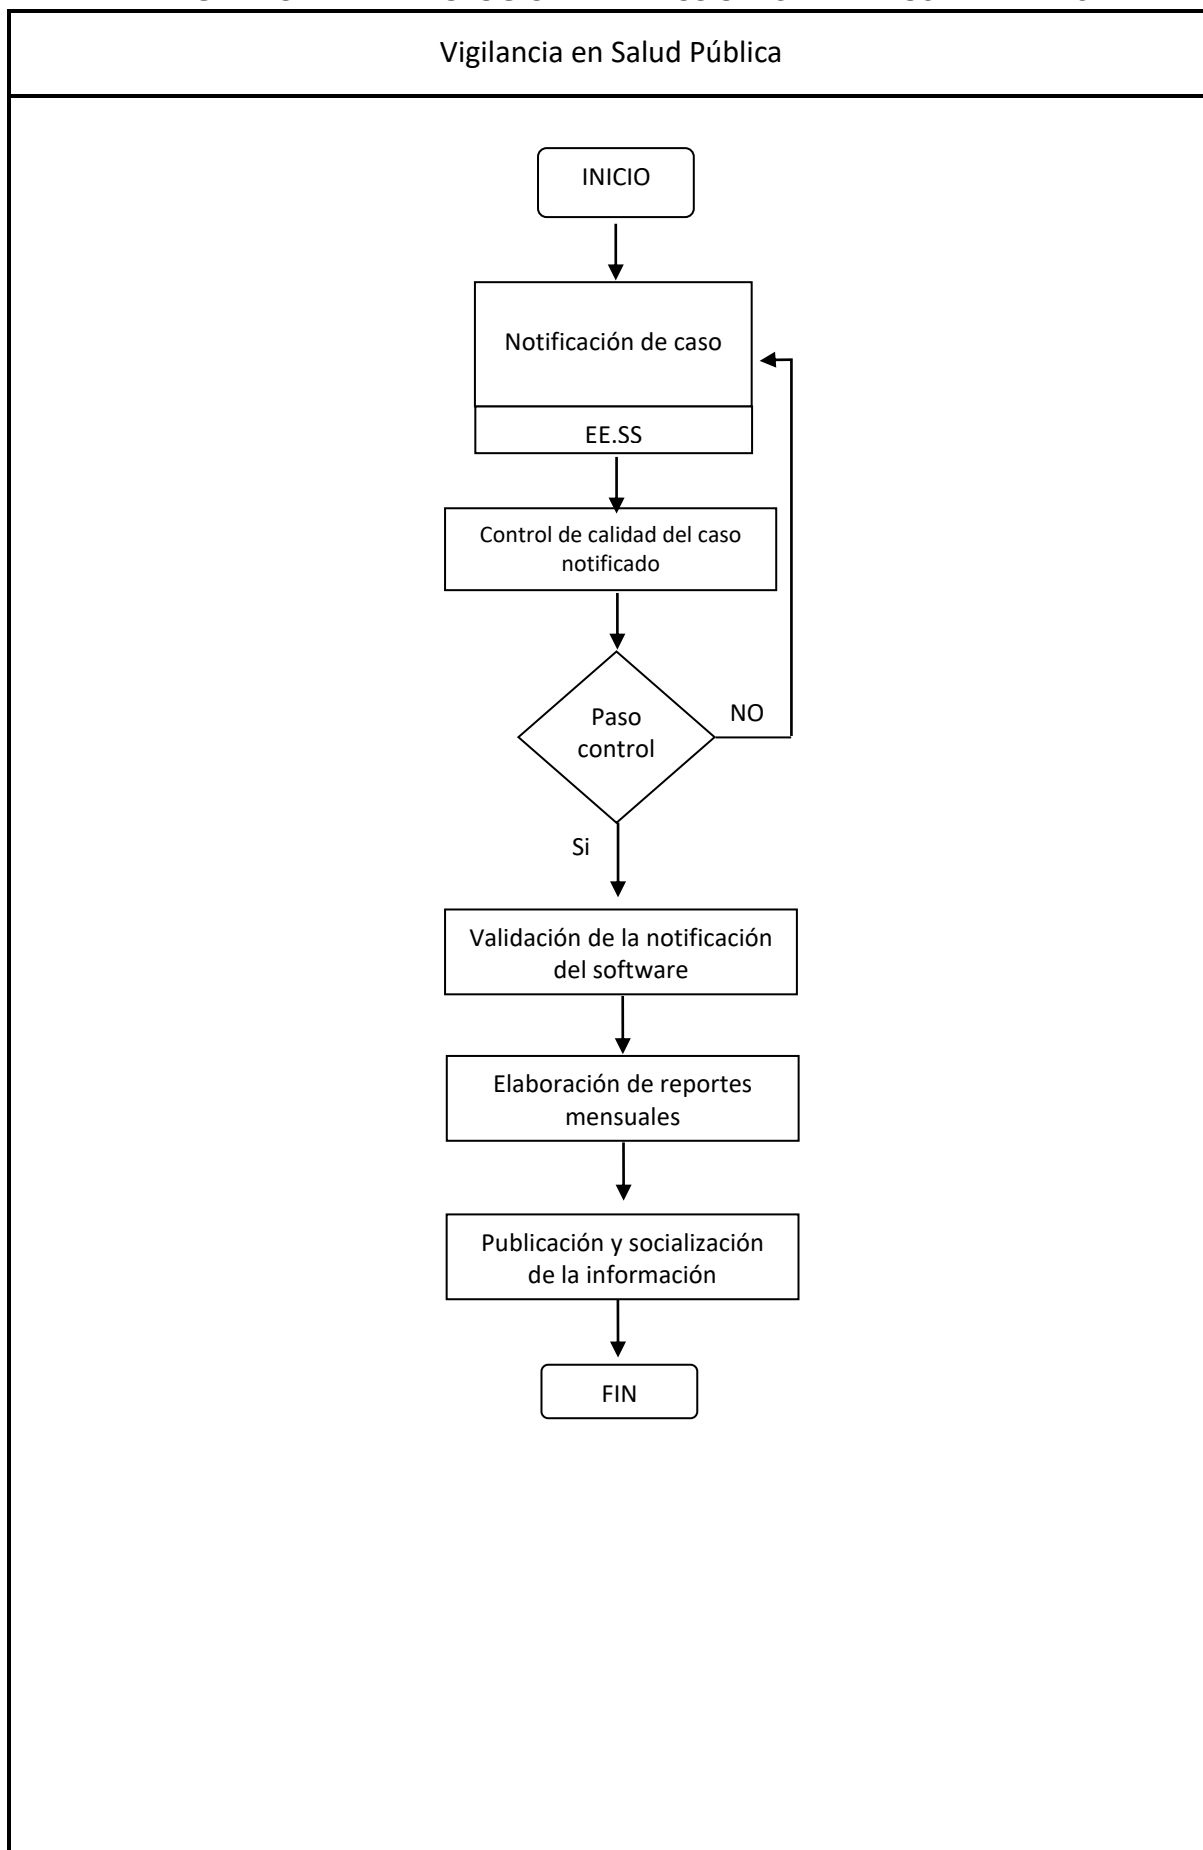 Vigilancia en Salud Pública
INICIO
Notificación de caso
EE.SS
Control de calidad del caso
notificado
Paso
control
NO
Si
Validación de la notificación
del software
Elaboración de reportes
mensuales
Publicación y socialización
de la información
FIN